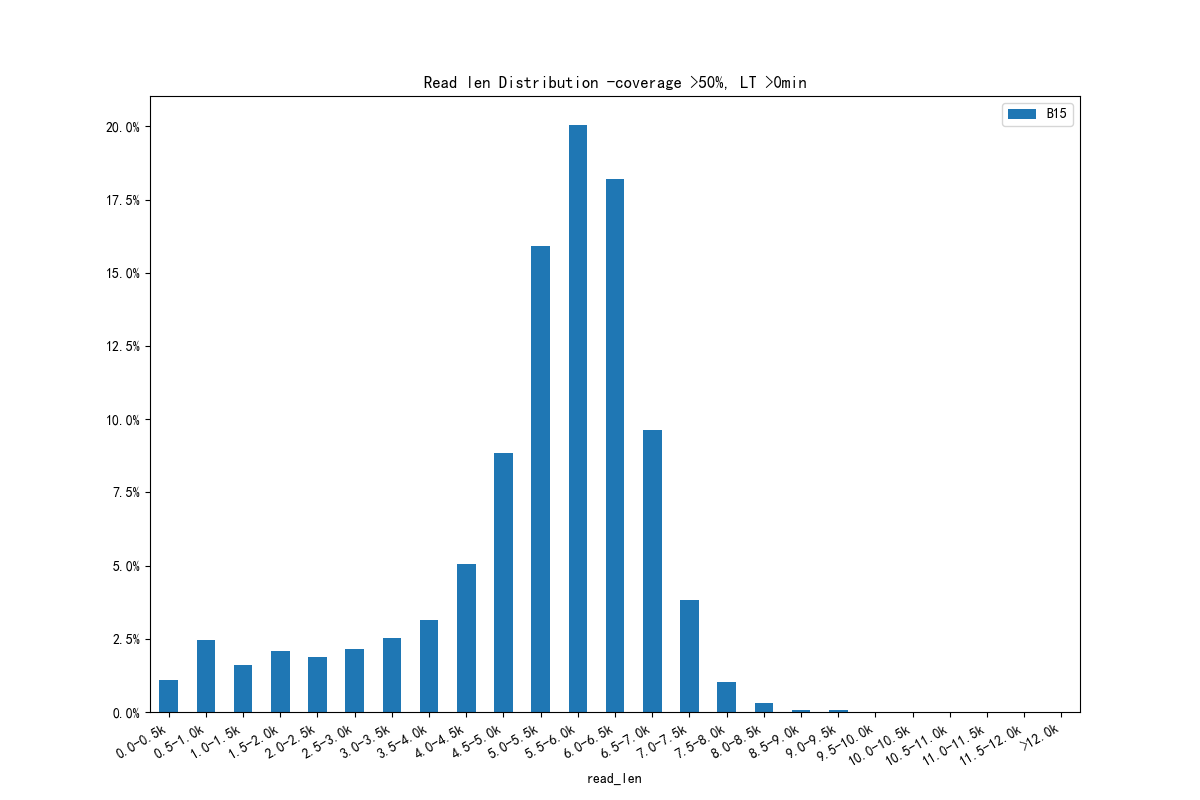 Read len Distribution -coverage >50%, LT >0min
B15
20.0%
17.5%
15.0%
12.5%
10.0%
7.5%
5.0%
2.5%
0.0%
0.0-0.5k
0.5-1.0k
1.0-1.5k
1.5-2.0k
2.0-2.5k
2.5-3.0k
3.0-3.5k
3.5-4.0k
4.0-4.5k
4.5-5.0k
5.0-5.5k
5.5-6.0k
6.0-6.5k
6.5-7.0k
7.0-7.5k
7.5-8.0k
8.0-8.5k
8.5-9.0k
9.0-9.5k
9.5-10.0k
10.0-10.5k
10.5-11.0k
11.0-11.5k
11.5-12.0k
>12.0k
read_len